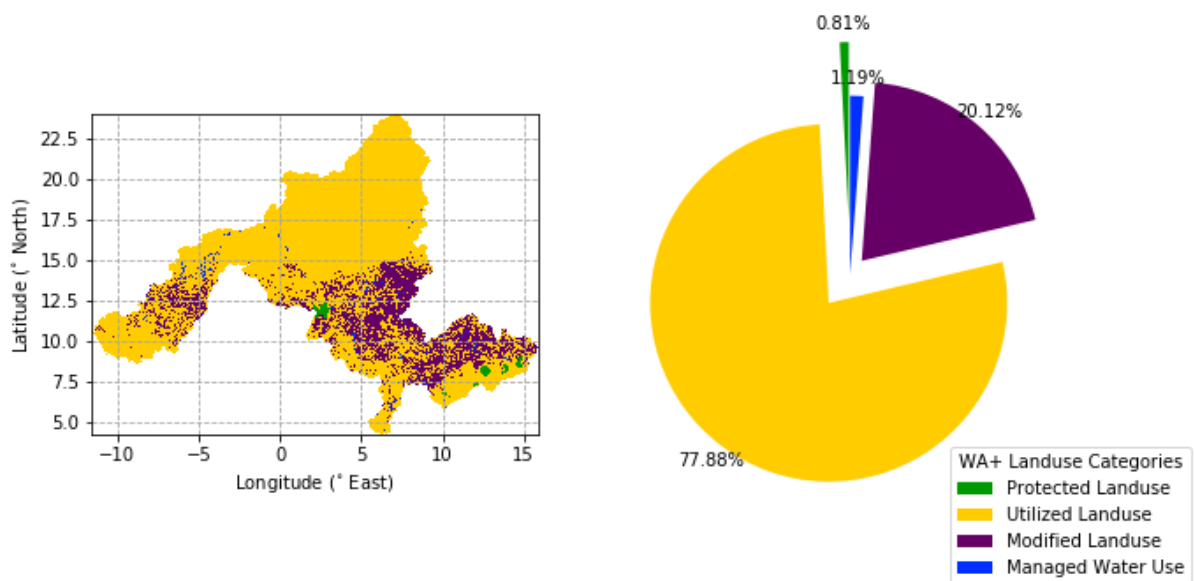 22.5
20.0
17.5
15.0
12.5
10.0
7.5
5.0
Latitude (° North)
−10
−5
0
5
10
15
Longitude (° East)
0.81%
1.19%
20.12%
77.88%
WA+ Landuse Categories
Protected Landuse
Utilized Landuse
Modified Landuse
Managed Water Use